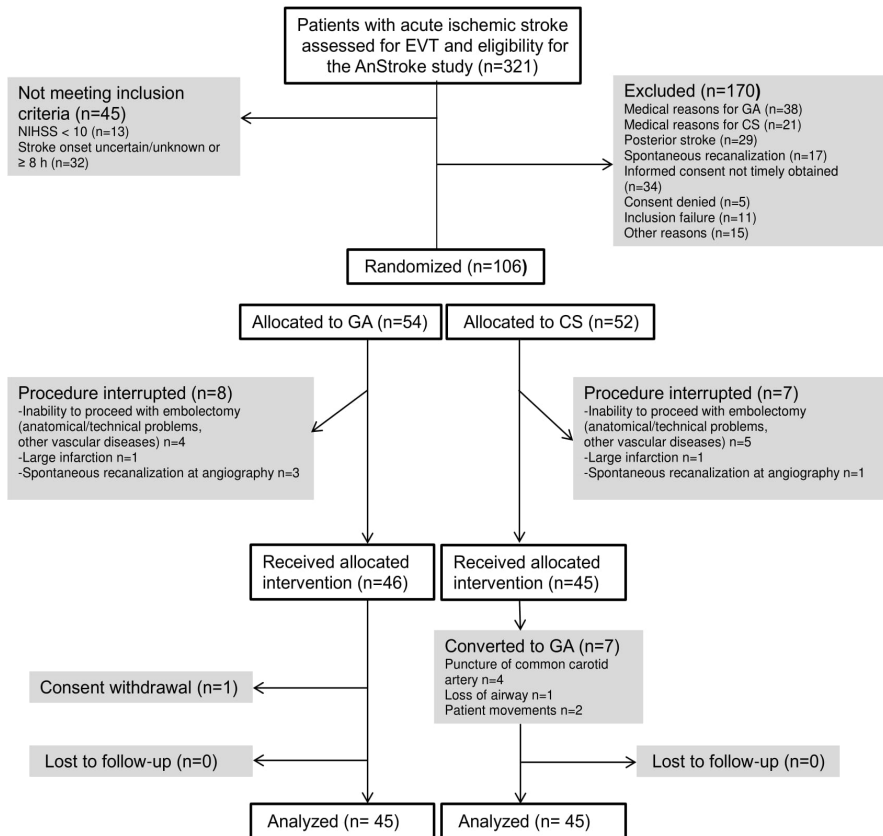 Patients with acute ischemic stroke
assessed for EVT and eligibility for
the AnStroke study (n=321)
Not meeting inclusion
criteria (n=45)
NIHSS < 10 (n=13)
Stroke onset uncertain/unknown or
≥ 8 h (n=32)
Excluded (n=170)
Medical reasons for GA (n=38)
Medical reasons for CS (n=21)
Posterior stroke (n=29)
Spontaneous recanalization (n=17)
Informed consent not timely obtained
(n=34)
Consent denied (n=5)
Inclusion failure (n=11)
Other reasons (n=15)
Randomized (n=106)
Allocated to GA (n=54)
Allocated to CS (n=52)
Procedure interrupted (n=8)
-Inability to proceed with embolectomy
(anatomical/technical problems,
other vascular diseases) n=4
-Large infarction n=1
-Spontaneous recanalization at angiography n=3
Procedure interrupted (n=7)
-Inability to proceed with embolectomy
(anatomical/technical problems,
other vascular diseases) n=5
-Large infarction n=1
-Spontaneous recanalization at angiography n=1
Received allocated
intervention (n=46)
Received allocated
intervention (n=45)
Converted to GA (n=7)
Puncture of common carotid
artery n=4
Loss of airway n=1
Patient movements n=2
Consent withdrawal (n=1)
Lost to follow-up (n=0)
Lost to follow-up (n=0)
Analyzed (n= 45)
Analyzed (n= 45)